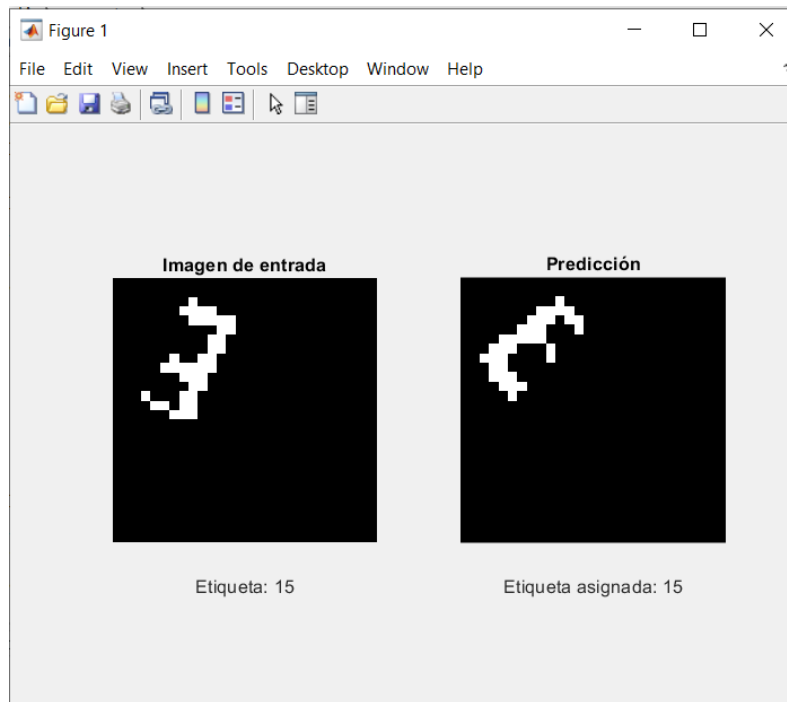 Figure 1
File Edit View Insert Tools Desktop Window Help
Imagen de entrada
Predicción
Etiqueta: 15
Etiqueta asignada: 15